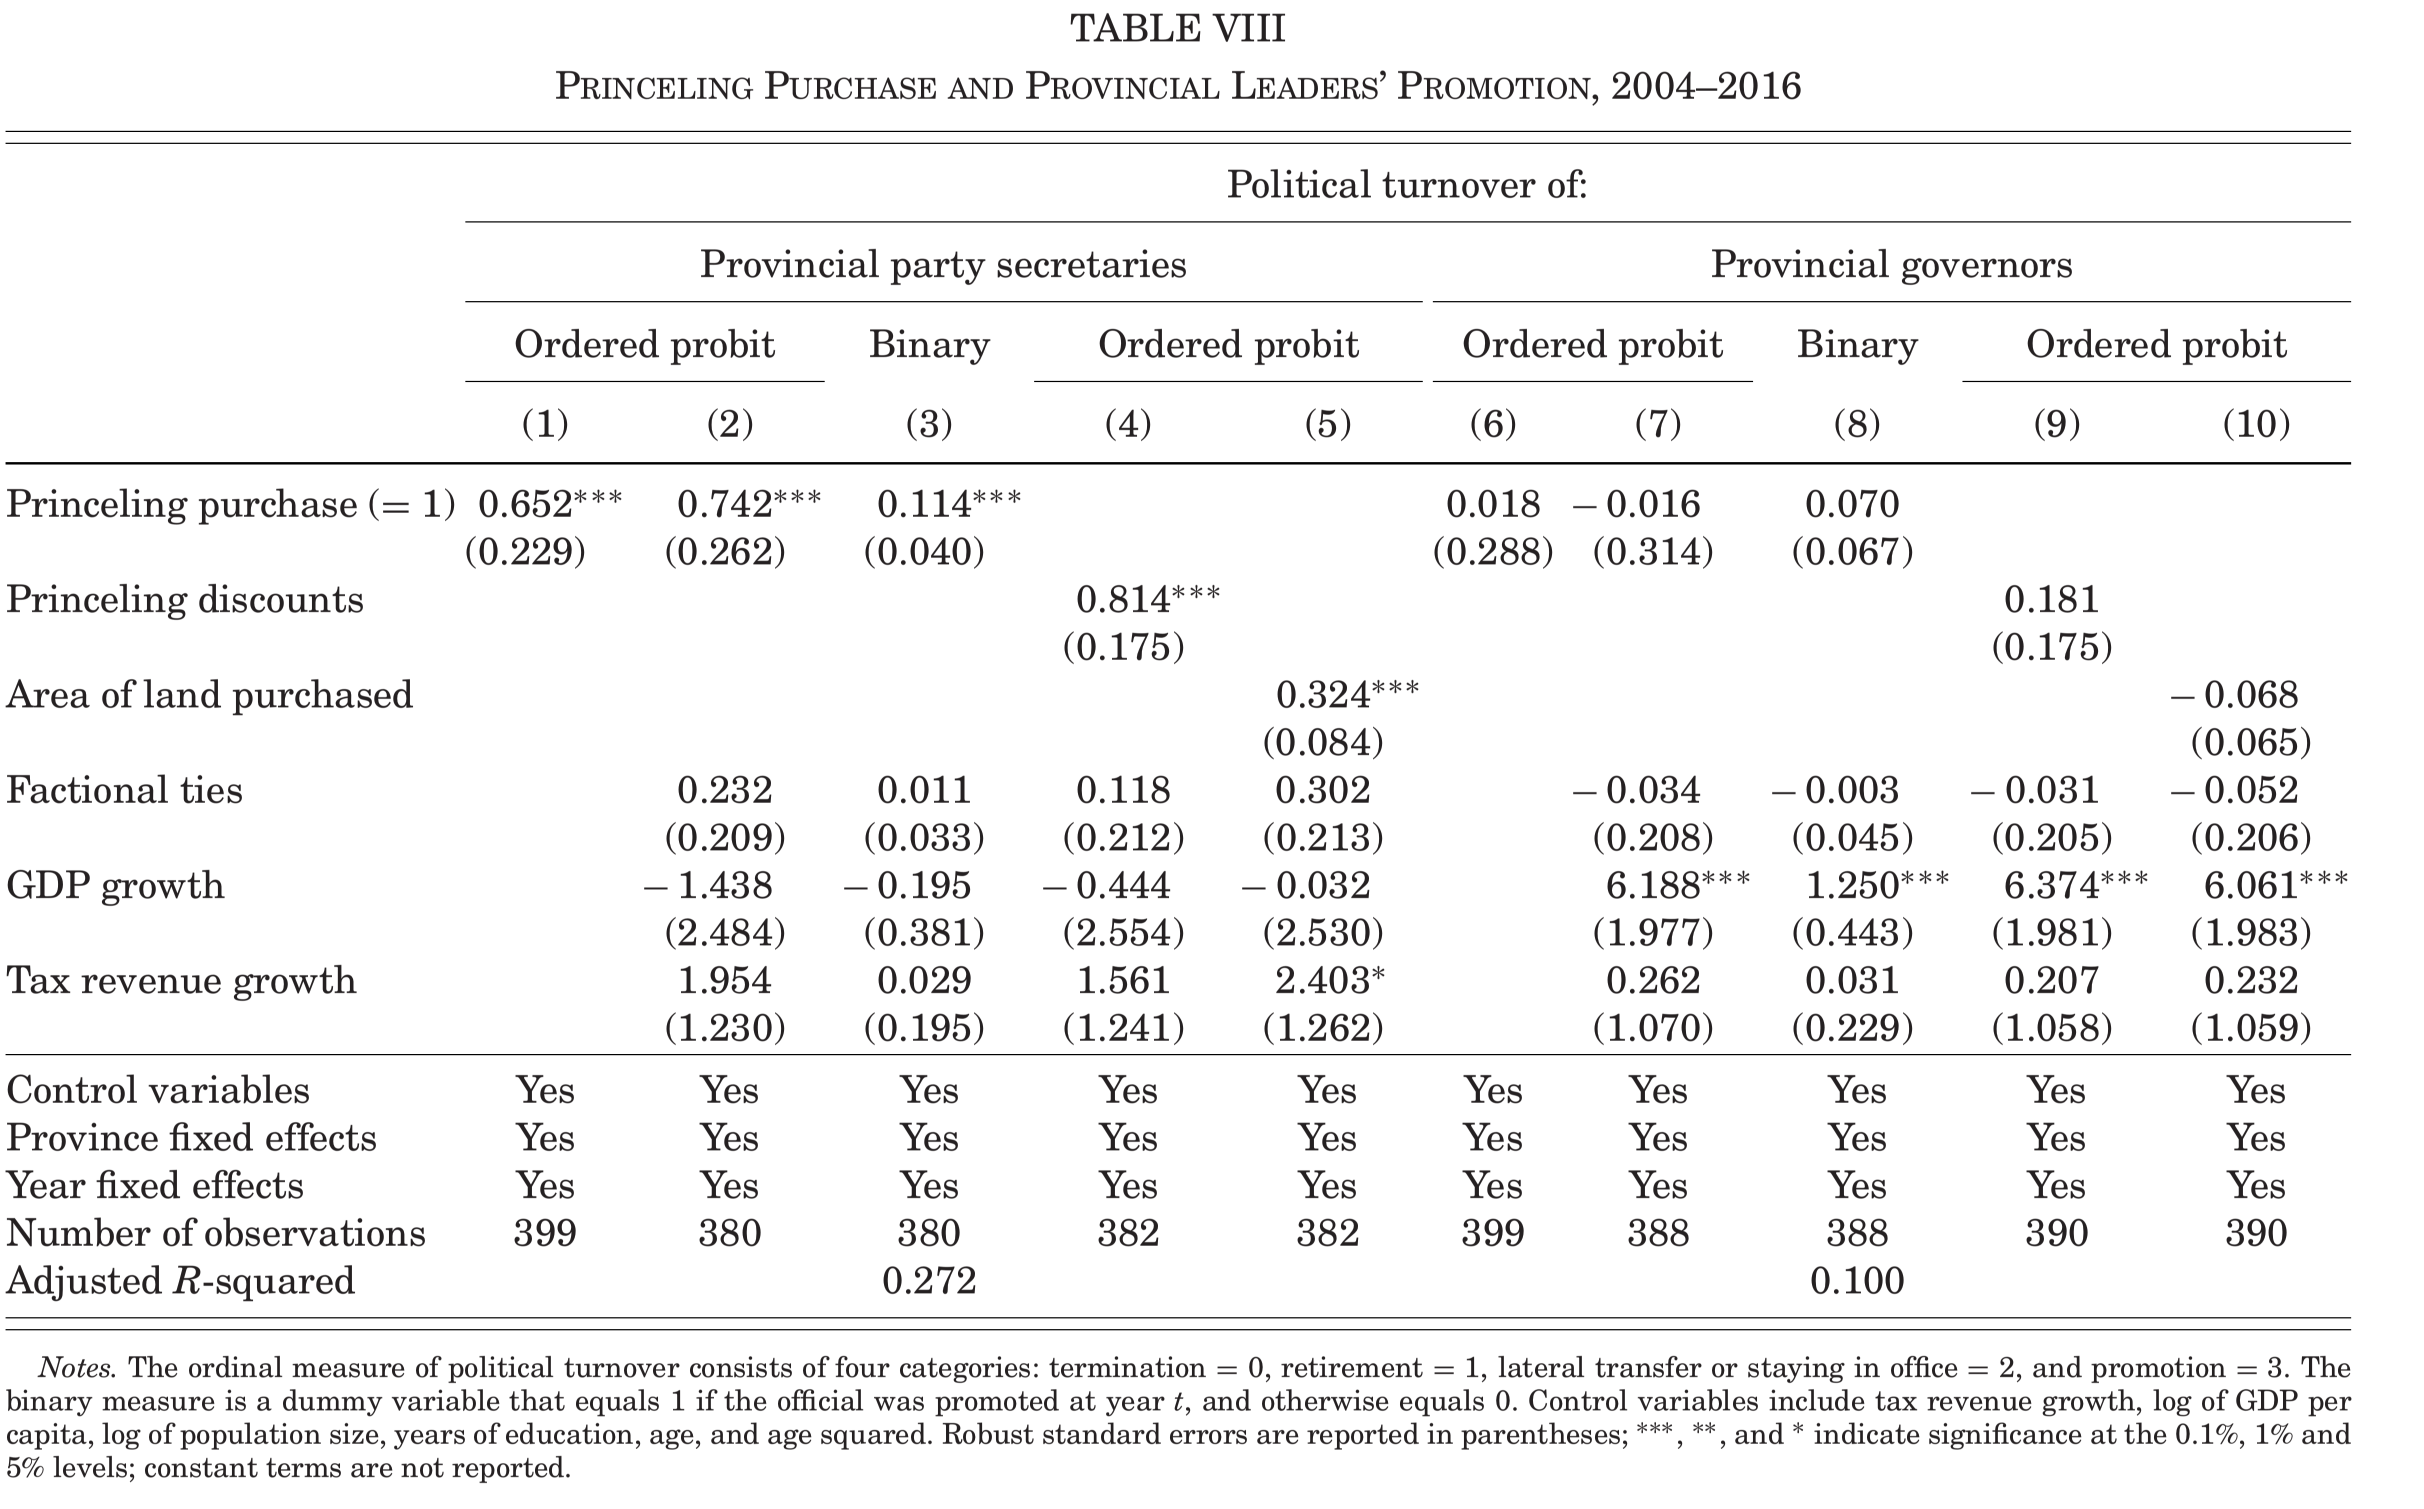 TABLE VIII
PRINCELING PURCHASE AND PROVINCIAL LEADERS’ PROMOTION, 2004–2016
Political turnover of:
Provincial party secretaries Provincial governors
Ordered probit Binary Ordered probit Ordered probit Binary Ordered probit
(1) (2) (3) (4) (5) (6) (7) (8) (9) (10)
Princeling purchase (= 1) 0.652*** 0.742*** 0.114*** 0.018 − 0.016 0.070
(0.229) (0.262) (0.040) (0.288) (0.314) (0.067)
Princeling discounts 0.814*** 0.181
(0.175) (0.175)
Area of land purchased 0.324*** − 0.068
(0.084) (0.065)
Factional ties 0.232 0.011 0.118 0.302 − 0.034 − 0.003 − 0.031 − 0.052
(0.209) (0.033) (0.212) (0.213) (0.208) (0.045) (0.205) (0.206)
GDP growth − 1.438 − 0.195 − 0.444 − 0.032 6.188*** 1.250*** 6.374*** 6.061***
(2.484) (0.381) (2.554) (2.530) (1.977) (0.443) (1.981) (1.983)
Tax revenue growth 1.954 0.029 1.561 2.403* 0.262 0.031 0.207 0.232
(1.230) (0.195) (1.241) (1.262) (1.070) (0.229) (1.058) (1.059)
Control variables Yes Yes Yes Yes Yes Yes Yes Yes Yes Yes
Province fixed effects Yes Yes Yes Yes Yes Yes Yes Yes Yes Yes
Year fixed effects Yes Yes Yes Yes Yes Yes Yes Yes Yes Yes
Number of observations 399 380 380 382 382 399 388 388 390 390
Adjusted R-squared 0.272 0.100
Notes. The ordinal measure of political turnover consists of four categories: termination = 0, retirement = 1, lateral transfer or staying in office = 2, and promotion = 3. The
binary measure is a dummy variable that equals 1 if the official was promoted at year t, and otherwise equals 0. Control variables include tax revenue growth, log of GDP per
capita, log of population size, years of education, age, and age squared. Robust standard errors are reported in parentheses; ***, **, and * indicate significance at the 0.1%, 1% and
5% levels; constant terms are not reported.